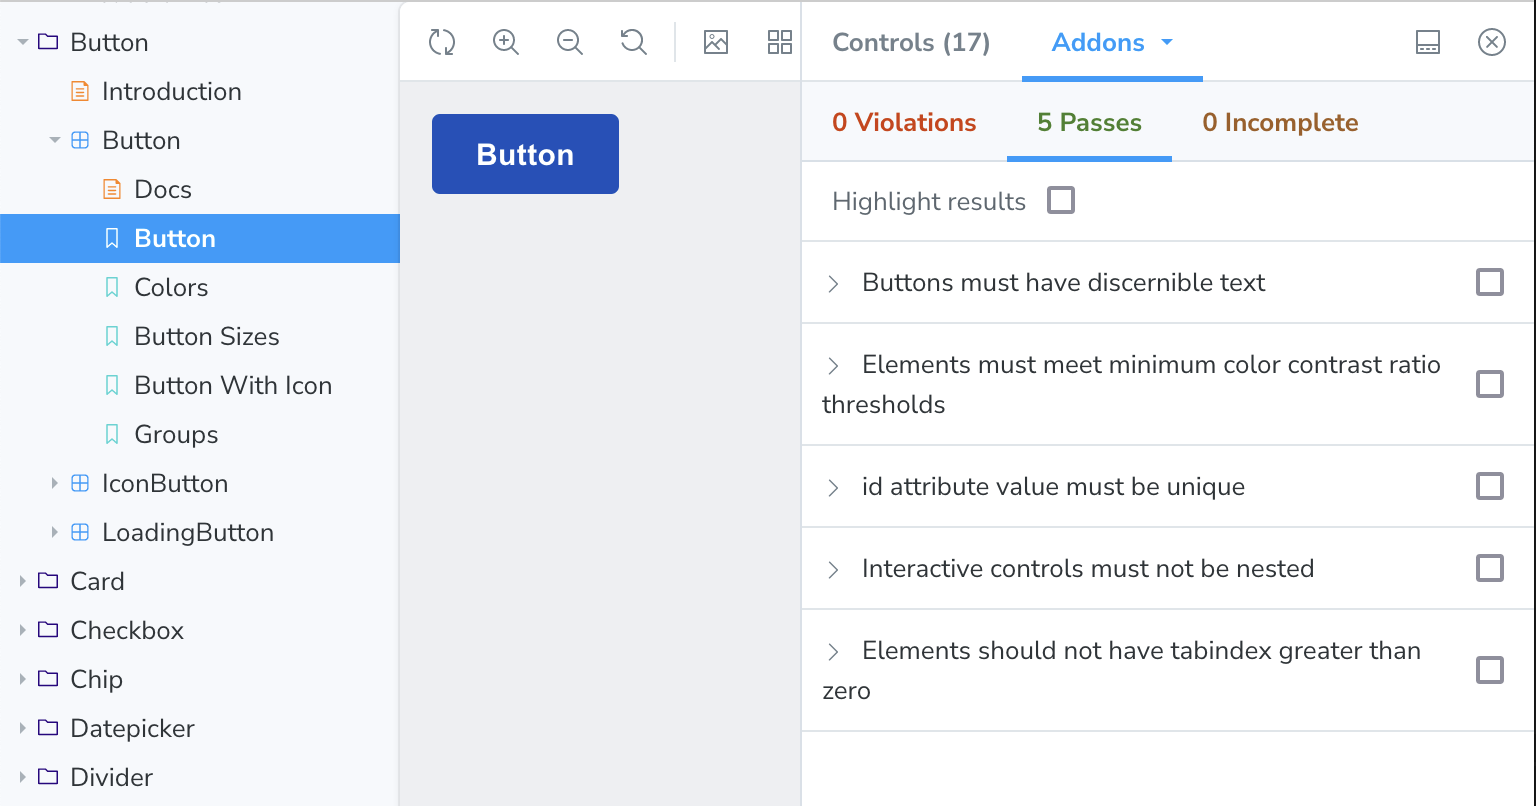 Button
Introduction
Button
Docs
Button
Colors
Button Sizes
Button With Icon
Groups
IconButton
LoadingButton
Card
Checkbox
Chip
Datepicker
Divider
Button
Controls (17)
Addons
0 Violations
5 Passes
0 Incomplete
Highlight results
Buttons must have discernible text
Elements must meet minimum color contrast ratio
thresholds
id attribute value must be unique
Interactive controls must not be nested
Elements should not have tabindex greater than
zero